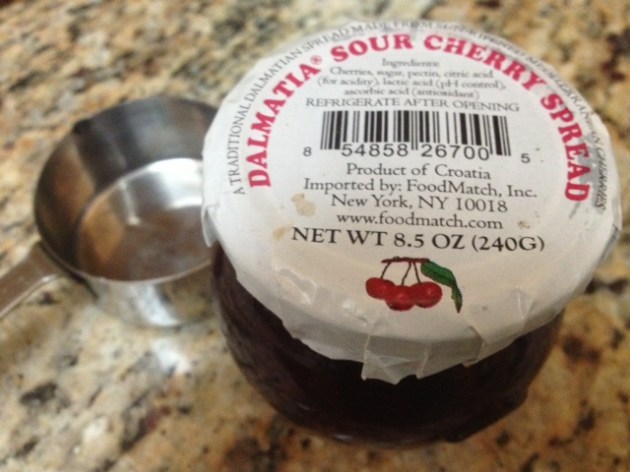 A TRADITIONAL DALMATIAN SPREAD MADE FROM
DALMATIA® SOUR CHERRY SPREAD
Ingredients:
Cherries, sugar, pectin, citric acid
(for acidity), lactic acid (pH control),
ascorbic acid (antioxidant)
REFRIGERATE AFTER OPENING
8 54858 26700 5
Product of Croatia
Imported by: FoodMatch, Inc.
New York, NY 10018
www.foodmatch.com
NET WT 8.5 OZ (240G)